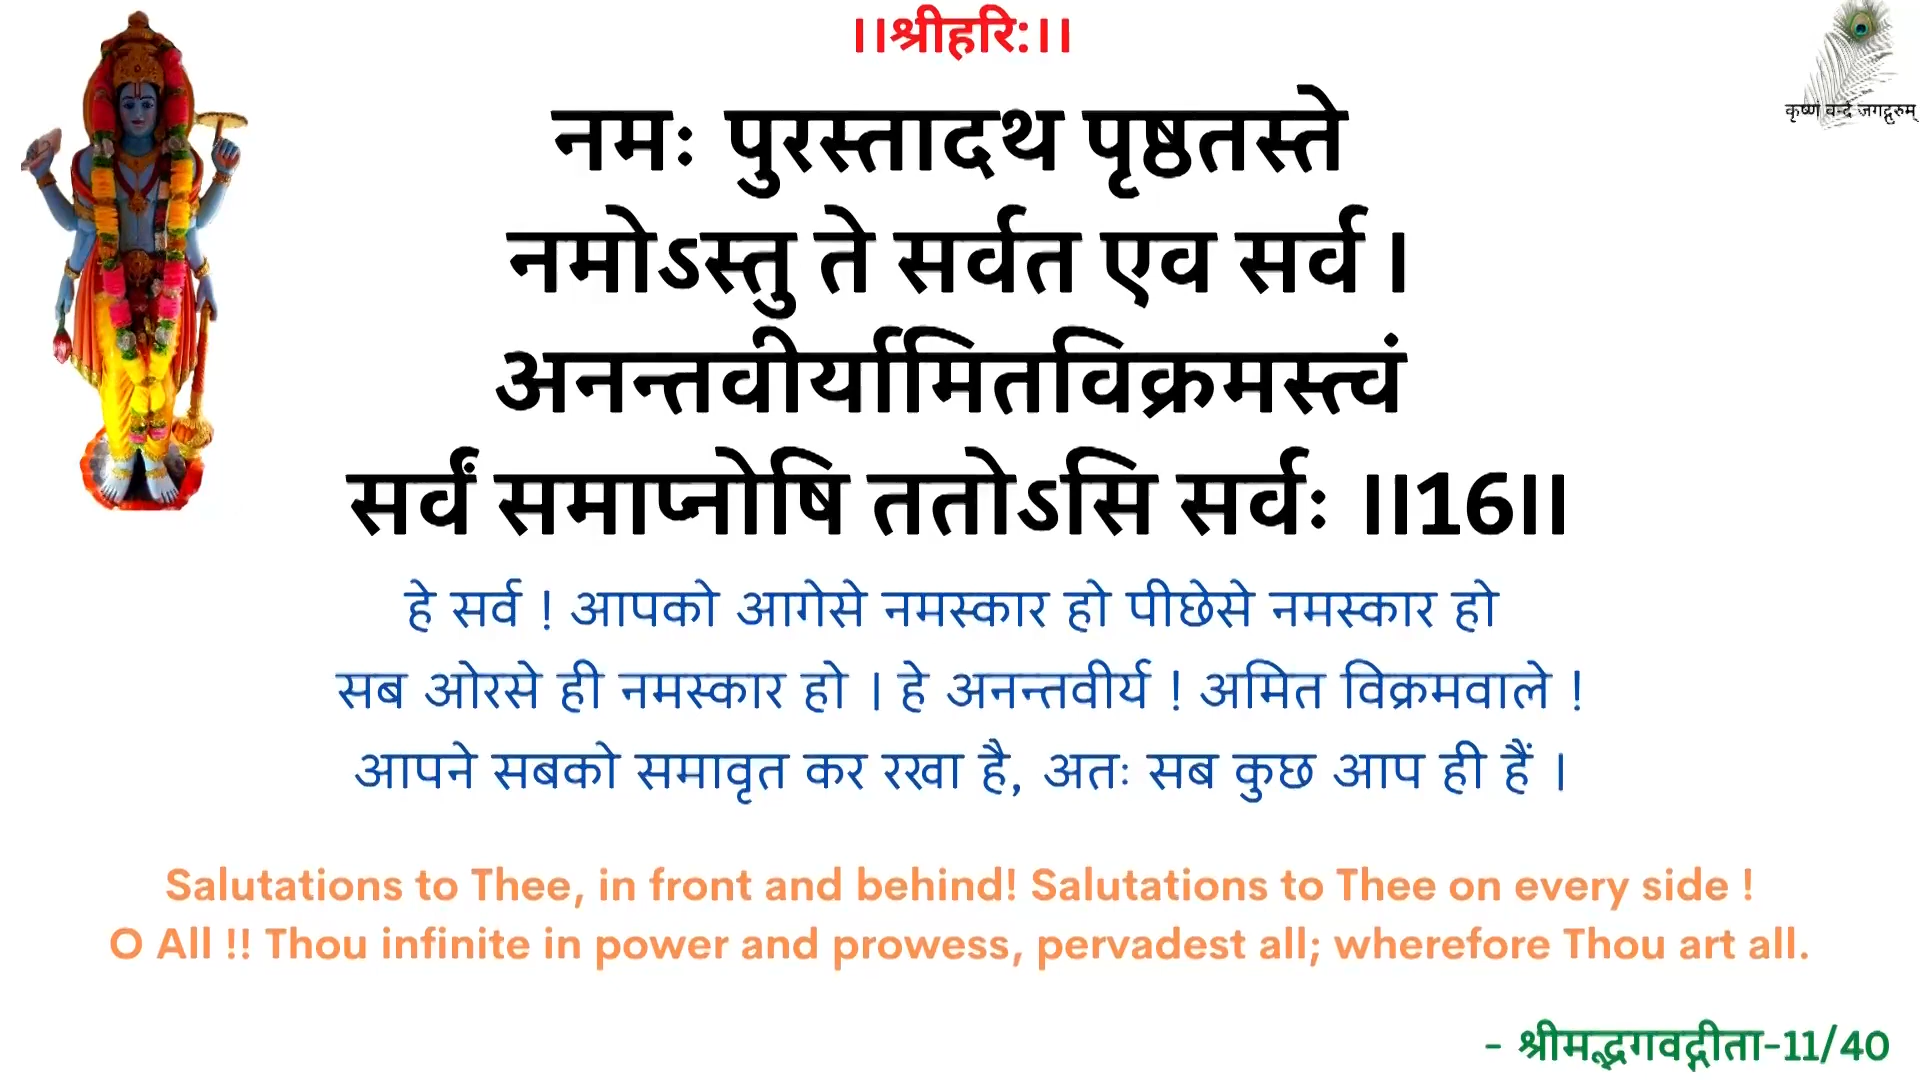 ।।श्रीहरि:।।
कृष्णं वन्दे जगद्गुरुम्
नमः पुरस्तादथ पृष्ठतस्ते
नमोऽस्तु ते सर्वत एव सर्व ।
अनन्तवीर्यामितविक्रमस्त्वं
सर्वं समाप्नोषि ततोऽसि सर्वः ॥16॥
हे सर्व ! आपको आगेसे नमस्कार हो पीछेसे नमस्कार हो
सब ओरसे ही नमस्कार हो । हे अनन्तवीर्य ! अमित विक्रमवाले !
आपने सबको समावृत कर रखा है, अतः सब कुछ आप ही हैं ।
Salutations to Thee, in front and behind! Salutations to Thee on every side !
O All !! Thou infinite in power and prowess, pervadest all; wherefore Thou art all.
- श्रीमद्भगवद्गीता-11/40